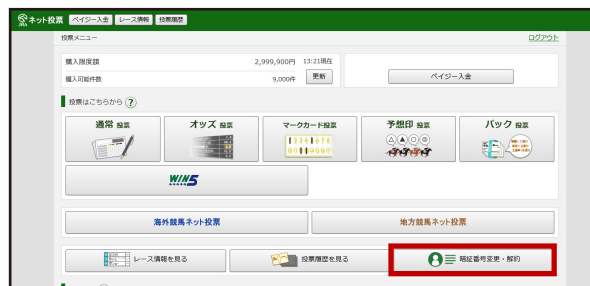 JRA ネット投票 ペイジー入金 レース情報 投票履歴
投票メニュー ログアウト
購入限度額 2,999,900円 13:21現在
購入可能件数 9,000件 更新 ペイジー入金
投票はこちらから ?
通常 投票 オッズ 投票 マークカード投票 予想印 投票 パック 投票
WIN5
海外競馬ネット投票 地方競馬ネット投票
レース情報を見る 投票履歴を見る 暗証番号変更・解約